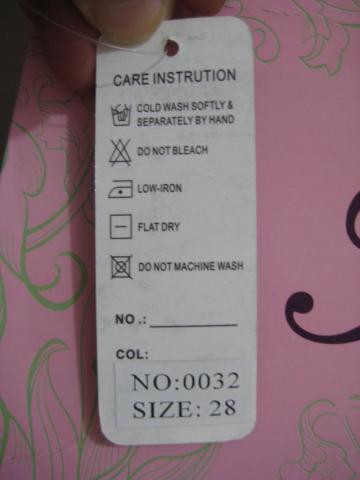 CARE INSTRUTION
COLD WASH SOFTLY &
SEPARATELY BY HAND
DO NOT BLEACH
LOW-IRON
FLAT DRY
DO NOT MACHINE WASH
NO .:
COL:
NO:0032
SIZE: 28